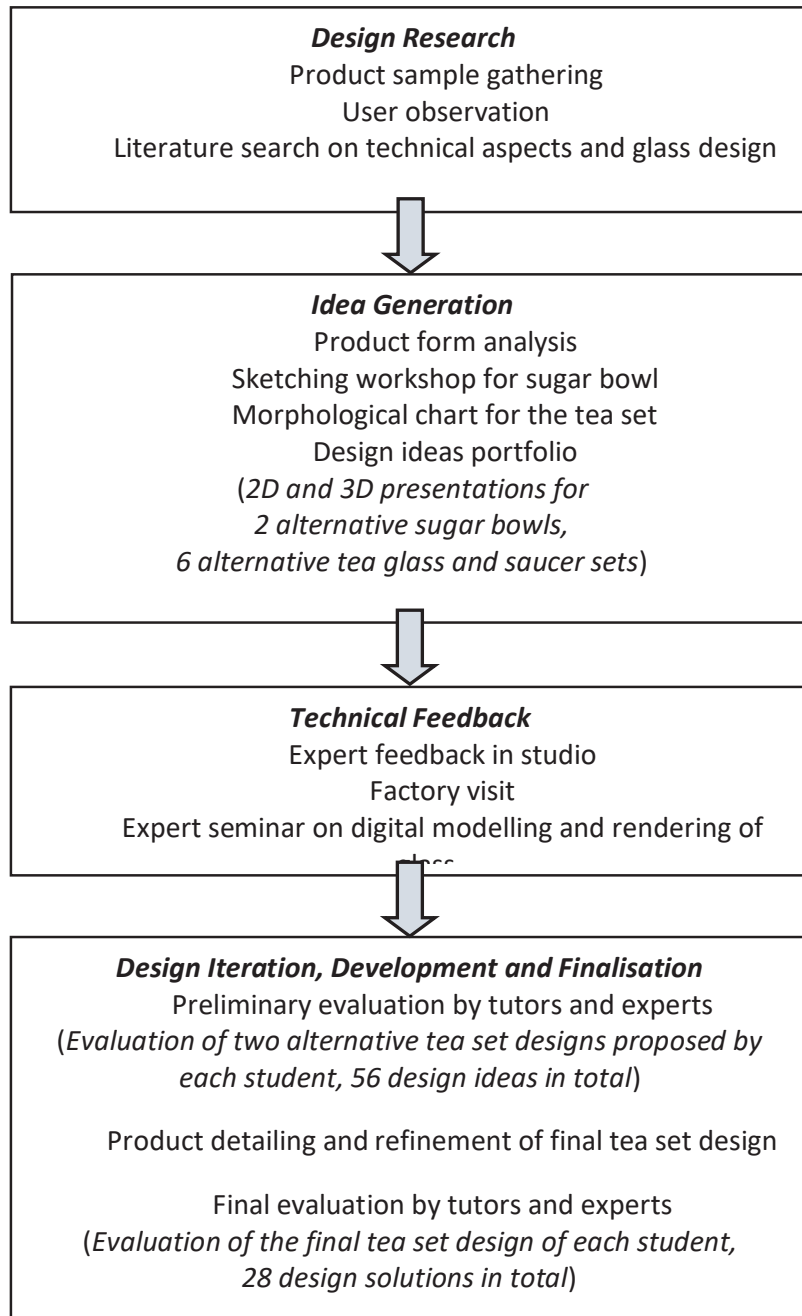 Design Research
Product sample gathering
User observation
Literature search on technical aspects and glass design
Idea Generation
Product form analysis
Sketching workshop for sugar bowl
Morphological chart for the tea set
Design ideas portfolio
(2D and 3D presentations for
2 alternative sugar bowls,
6 alternative tea glass and saucer sets)
Technical Feedback
Expert feedback in studio
Factory visit
Expert seminar on digital modelling and rendering of
glass
Design Iteration, Development and Finalisation
Preliminary evaluation by tutors and experts
(Evaluation of two alternative tea set designs proposed by
each student, 56 design ideas in total)
Product detailing and refinement of final tea set design
Final evaluation by tutors and experts
(Evaluation of the final tea set design of each student,
28 design solutions in total)